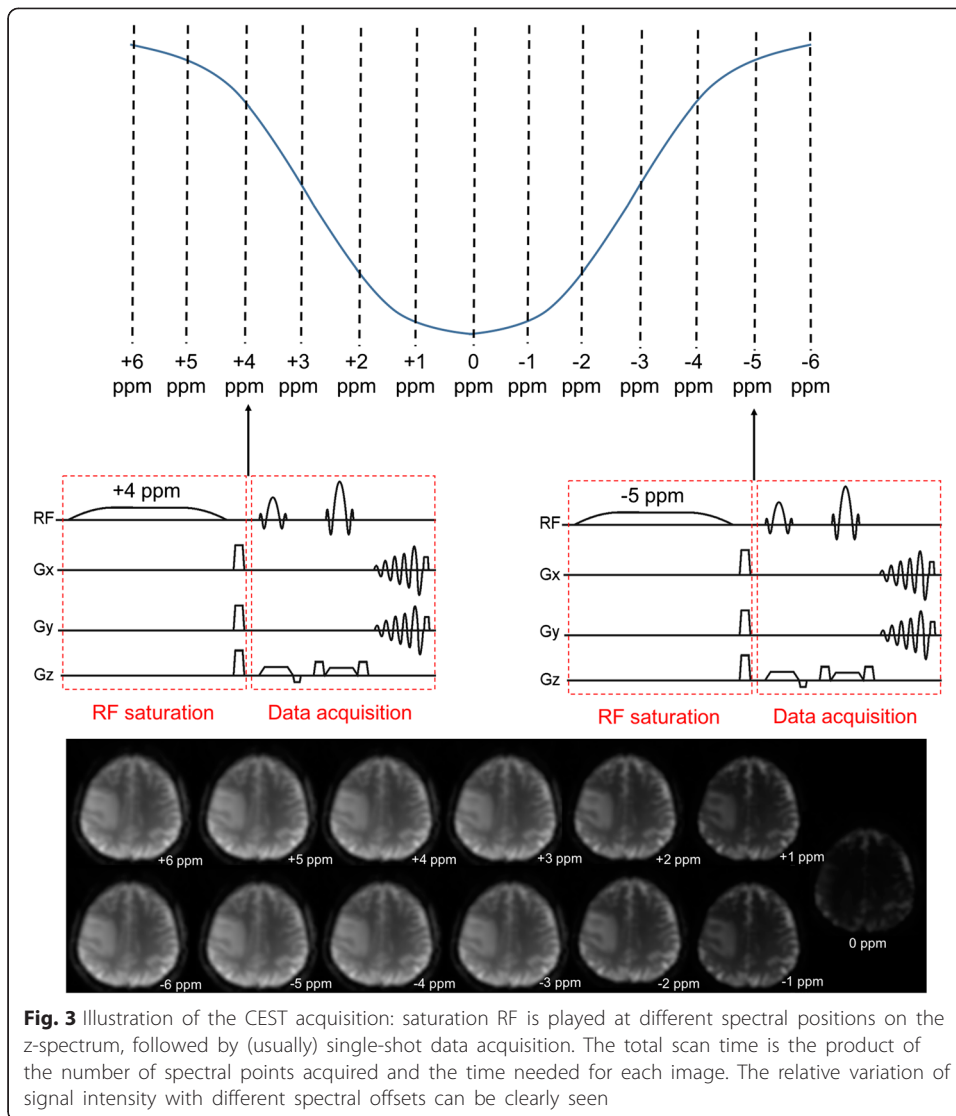 +6 +5 +4 +3 +2 +1 0 -1 -2 -3 -4 -5 -6
ppm ppm ppm ppm ppm ppm ppm ppm ppm ppm ppm ppm ppm
+4 ppm
RF
Gx
Gy
Gz
RF saturation Data acquisition
-5 ppm
RF
Gx
Gy
Gz
RF saturation Data acquisition
+6 ppm +5 ppm +4 ppm +3 ppm +2 ppm +1 ppm
0 ppm
-6 ppm -5 ppm -4 ppm -3 ppm -2 ppm -1 ppm
Fig. 3 Illustration of the CEST acquisition: saturation RF is played at different spectral positions on the
z-spectrum, followed by (usually) single-shot data acquisition. The total scan time is the product of
the number of spectral points acquired and the time needed for each image. The relative variation of
signal intensity with different spectral offsets can be clearly seen